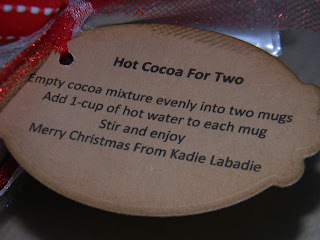 Hot Cocoa For Two
Empty cocoa mixture evenly into two mugs
Add 1-cup of hot water to each mug
Stir and enjoy
Merry Christmas From Kadie Labadie